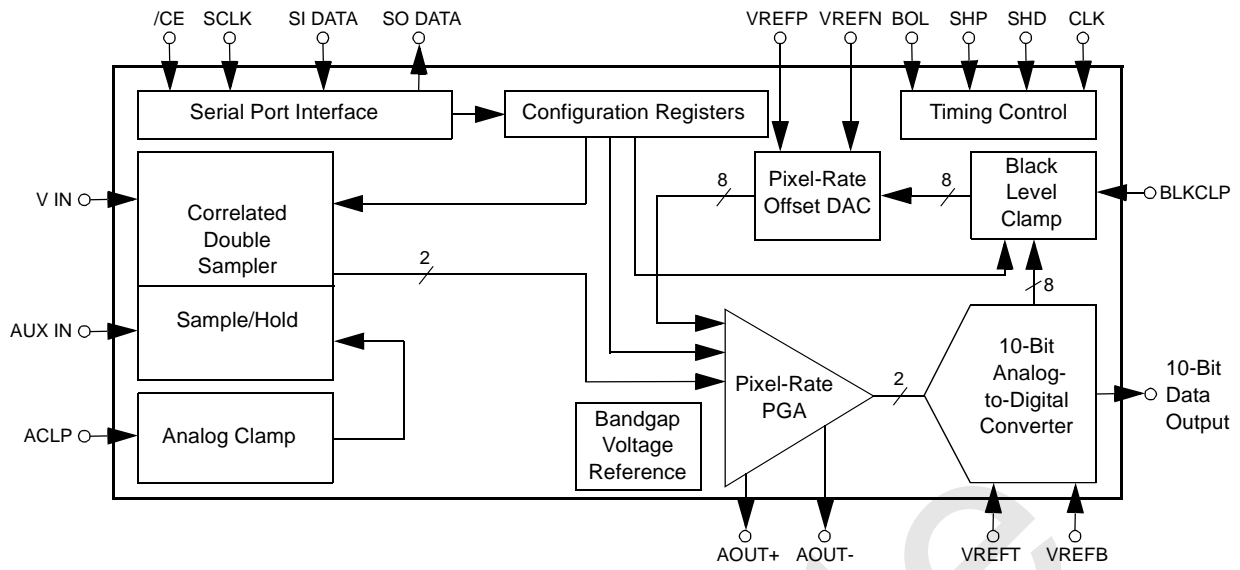 /CE SCLK SI DATA SO DATA VREFP VREFN BOL SHP SHD CLK
Serial Port Interface
Configuration Registers
Timing Control
V IN
Correlated
Double
Sampler
8
Pixel-Rate
Offset DAC
8
Black
Level
Clamp
BLKCLP
2
8
AUX IN
Sample/Hold
Pixel-Rate
PGA
2
10-Bit
Analog-
to-Digital
Converter
10-Bit
Data
Output
ACLP
Analog Clamp
Bandgap
Voltage
Reference
AOUT+ AOUT- VREFT VREFB